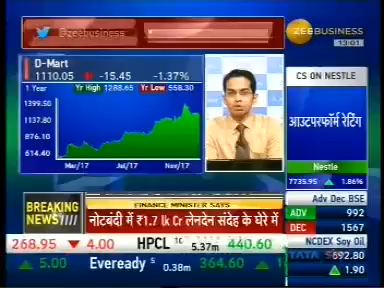 @zeebusiness
ZEEBUSINESS
13:01
D-Mart
1110.05 -15.45 -1.37%
1 Year Yr High 1288.65 Yr Low 558.30
1399.50
1137.80
876.10
614.40
Mar/17 Jul/17 Nov/17
CS ON NESTLE
आउटपरफॉर्म रेटिंग
Nestle
7735.95 1.86%
BREAKING
NEWS
FINANCE MINISTER SAYS
नोटबंदी में ₹1.7 lk Cr लेनदेन संदेह के घेरे में
Adv Dec BSE
ADV 992
DEC 1567
NCDEX Soy Oil
692.80
1.90
268.95 4.00 HPCL 5.37m 440.60
5.00 Eveready S 0.38m 364.60
TATA